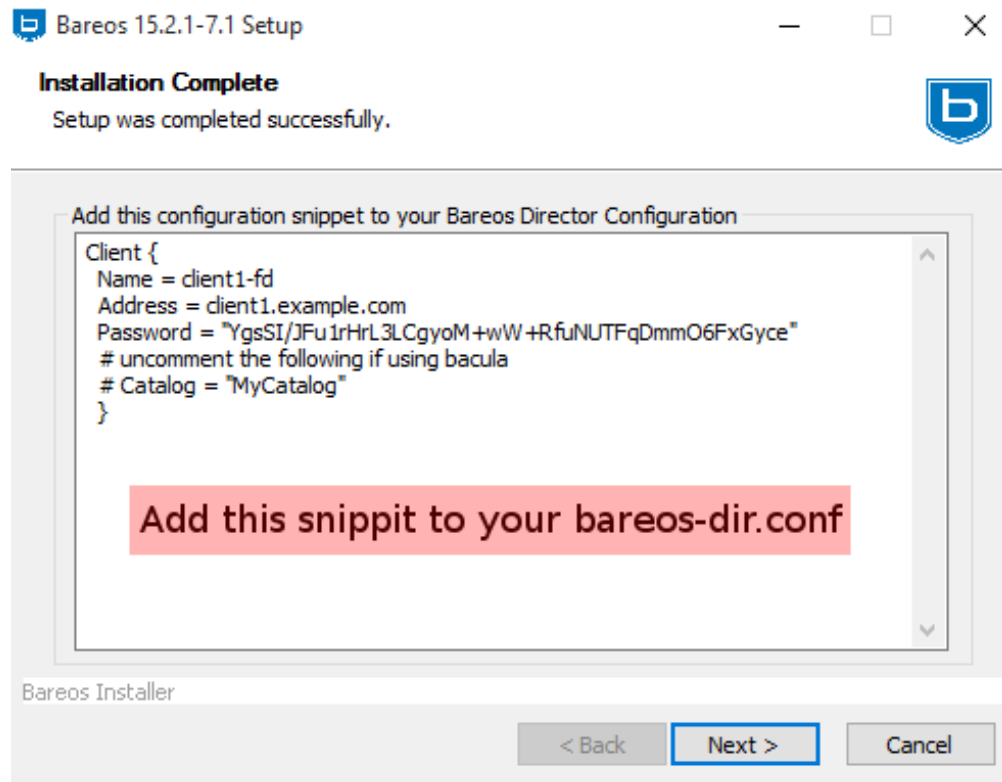 Bareos 15.2.1-7.1 Setup
Installation Complete
Setup was completed successfully.
Add this configuration snippet to your Bareos Director Configuration
Client {
Name = client1-fd
Address = client1.example.com
Password = "YgsSI/JFu1rHrL3LCgyoM+wW+RfuNUTFqDmmO6FxGyce"
# uncomment the following if using bacula
# Catalog = "MyCatalog"
}
Add this snippit to your bareos-dir.conf
Bareos Installer
< Back
Next >
Cancel